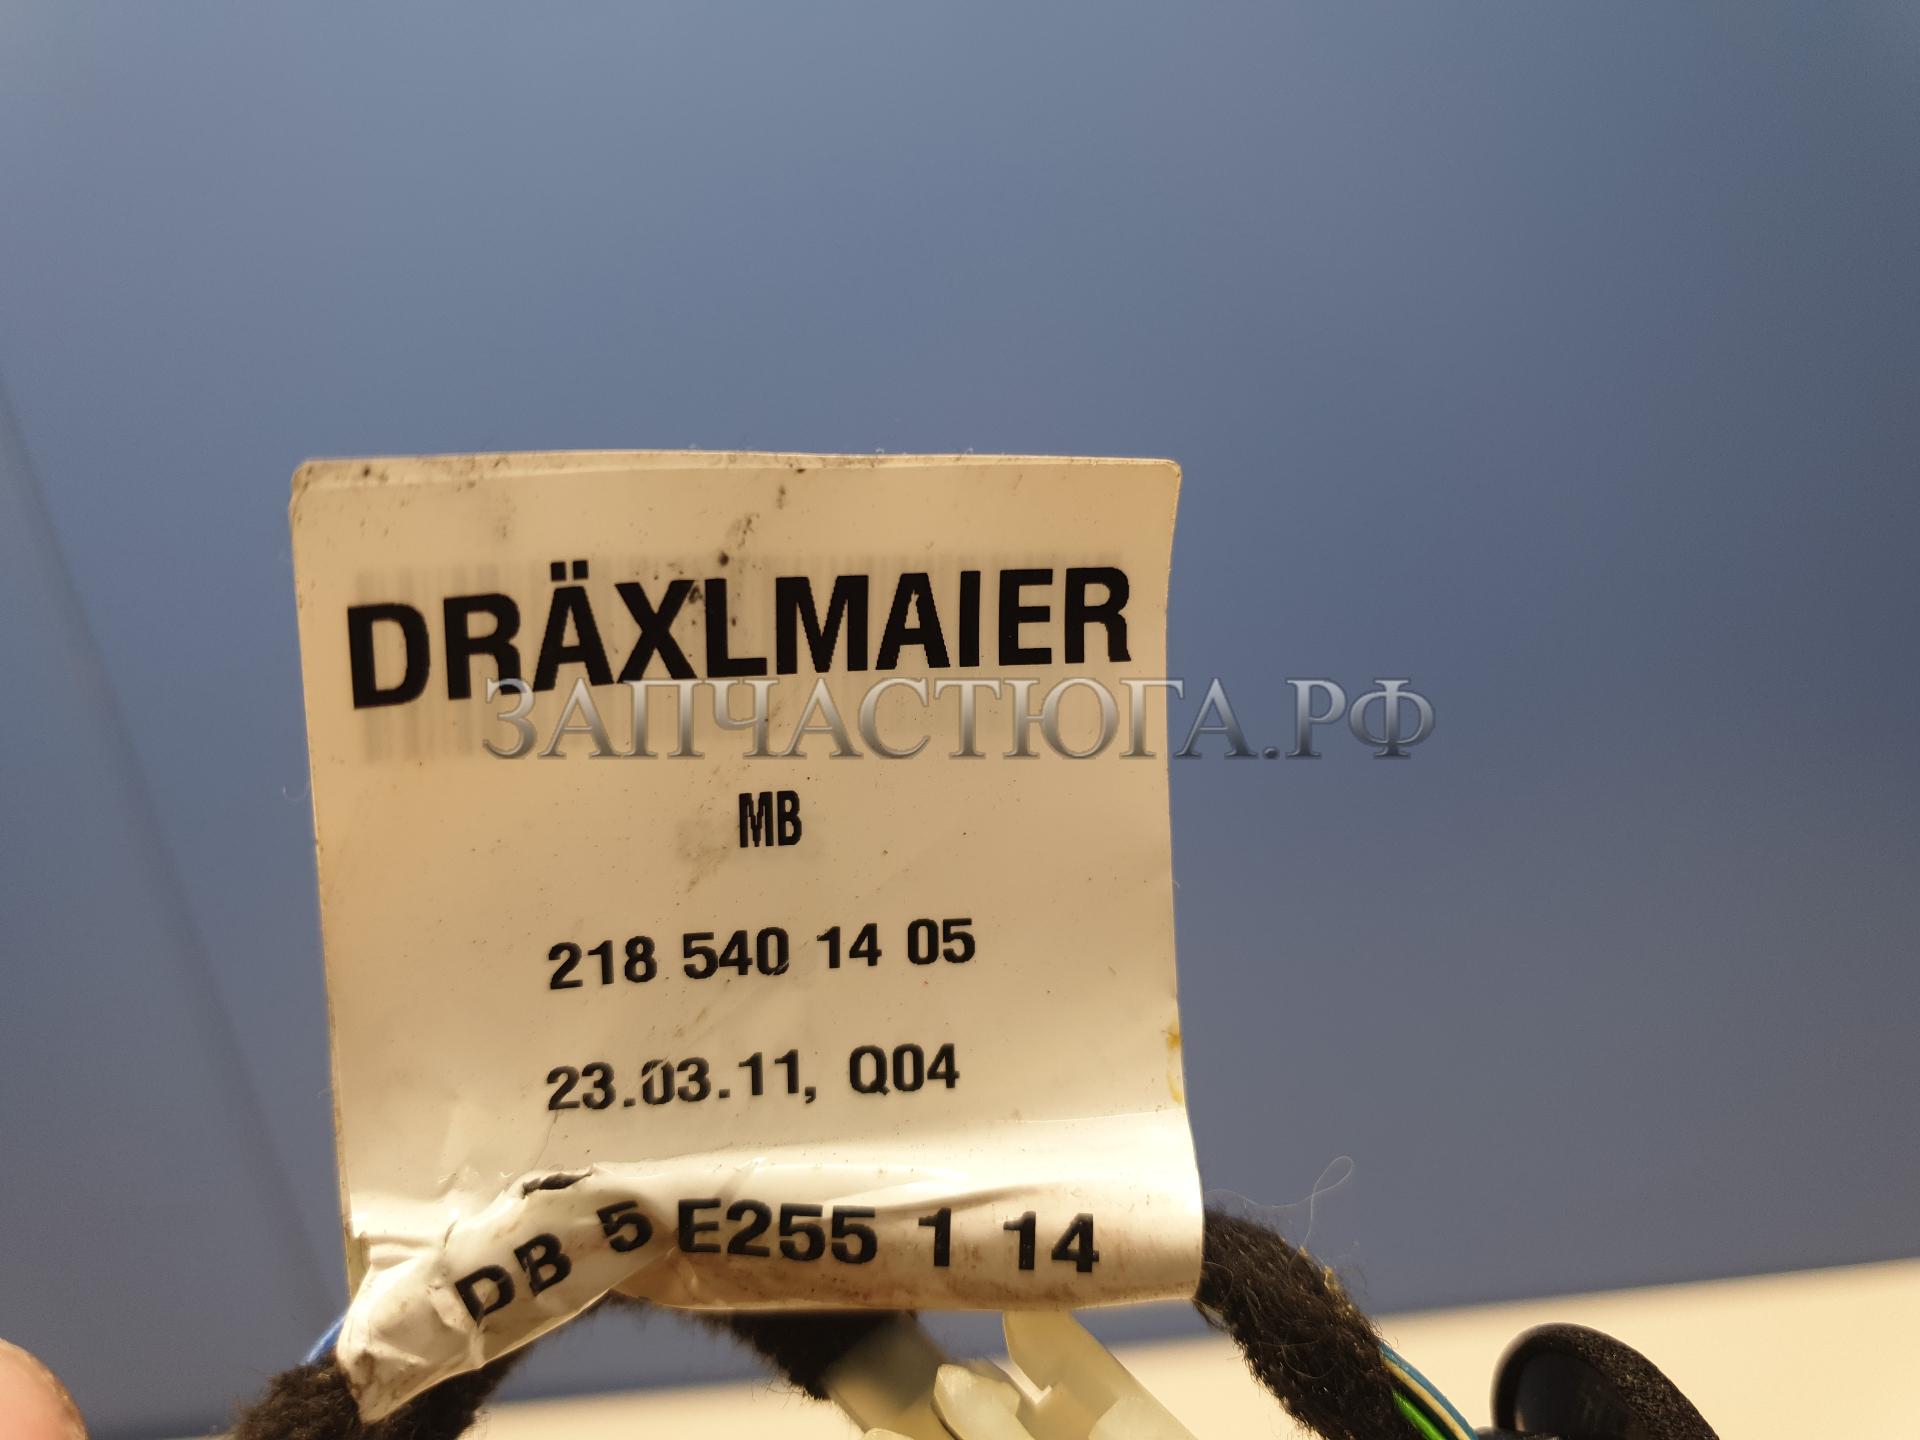 DRÄXLMAIER
ЗАПЧАСТЮГА.РФ
MB
218 540 14 05
23.03.11, Q04
DB 5 E255 1 14